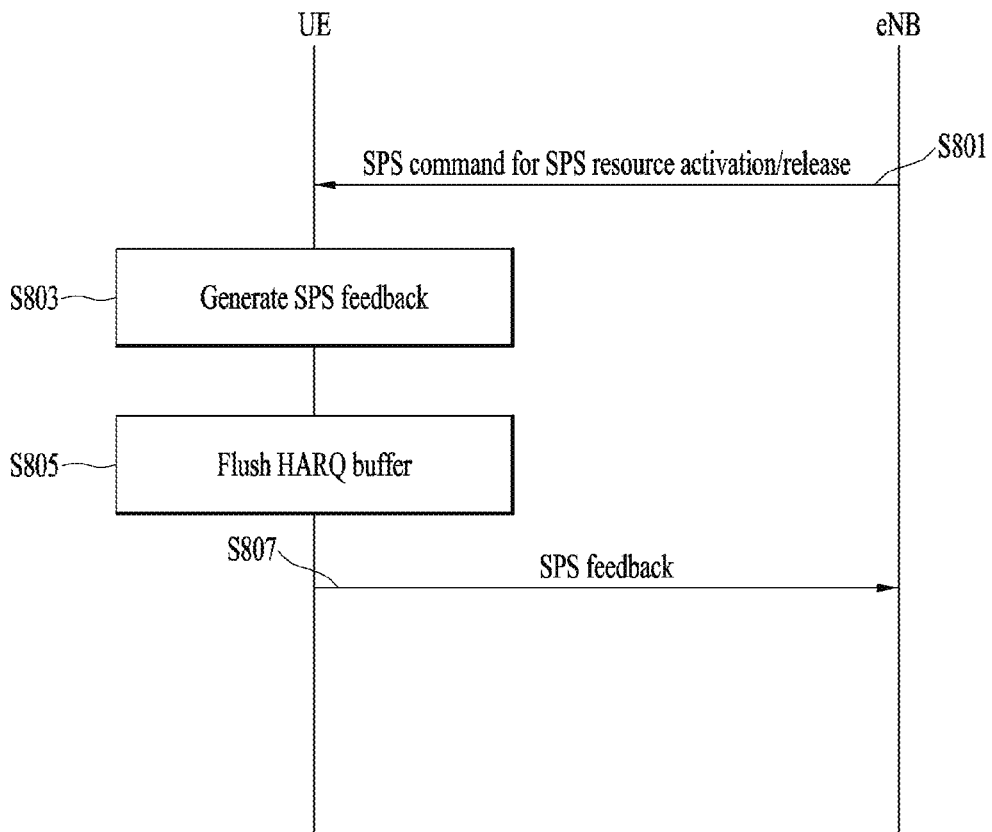 UE
eNB
S801
SPS command for SPS resource activation/release
S803
Generate SPS feedback
S805
Flush HARQ buffer
S807
SPS feedback